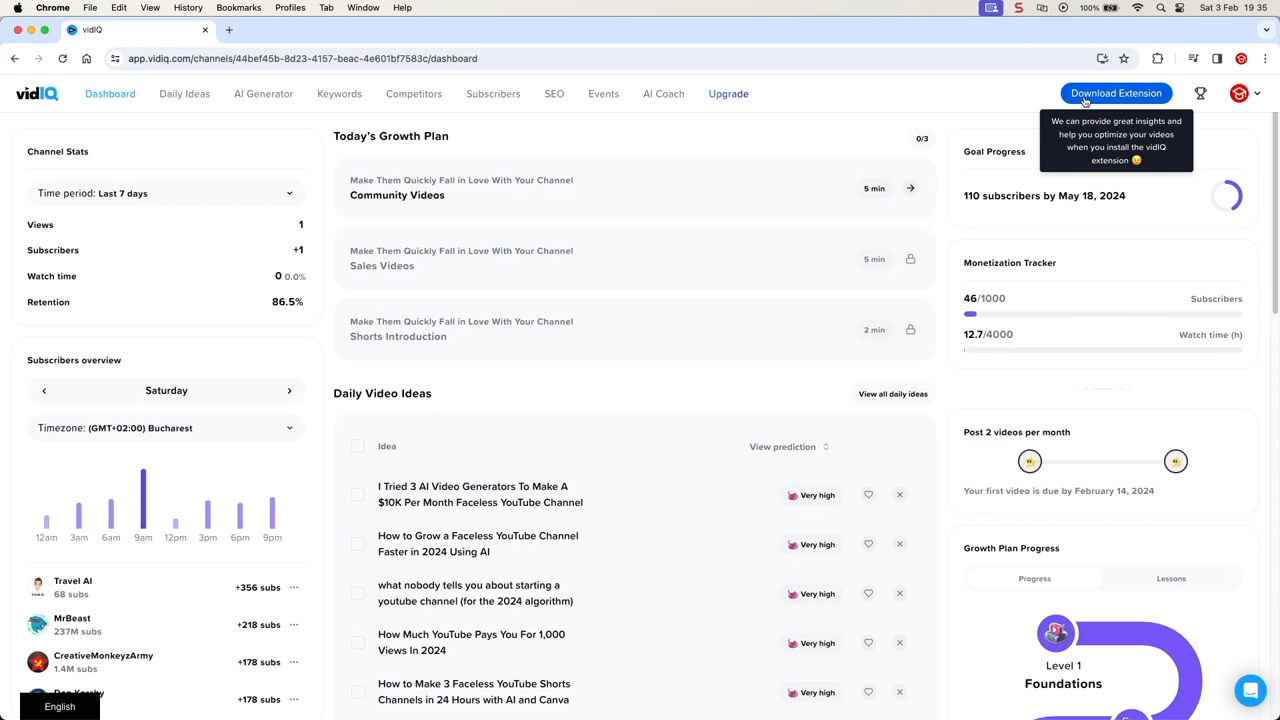 Chrome File Edit View History Bookmarks Profiles Tab Window Help
100% Sat 3 Feb 19 35
vidIQ
app.vidiq.com/channels/44bef45b-8d23-4157-beac-4e601bf7583c/dashboard
vidIQ Dashboard Daily Ideas AI Generator Keywords Competitors Subscribers SEO Events AI Coach Upgrade Download Extension
We can provide great insights and
help you optimize your videos
when you install the vidIQ
extension 😢
Channel Stats
Time period: Last 7 days
Views 1
Subscribers +1
Watch time 0 0.0%
Retention 86.5%
Subscribers overview
Saturday
Timezone: (GMT+02:00) Bucharest
12am 3am 6am 9am 12pm 3pm 6pm 9pm
Travel AI
68 subs
+356 subs
MrBeast
237M subs
+218 subs
CreativeMonkeyzArmy
1.4M subs
+178 subs
+178 subs
English
Today's Growth Plan
0/3
Make Them Quickly Fall in Love With Your Channel
Community Videos
5 min
Make Them Quickly Fall in Love With Your Channel
Sales Videos
5 min
Make Them Quickly Fall in Love With Your Channel
Shorts Introduction
2 min
Daily Video Ideas
View all daily ideas
Idea View prediction
I Tried 3 AI Video Generators To Make A
$10K Per Month Faceless YouTube Channel
Very high
How to Grow a Faceless YouTube Channel
Faster in 2024 Using AI
Very high
what nobody tells you about starting a
youtube channel (for the 2024 algorithm)
Very high
How Much YouTube Pays You For 1,000
Views In 2024
Very high
How to Make 3 Faceless YouTube Shorts
Channels in 24 Hours with AI and Canva
Very high
Goal Progress
110 subscribers by May 18, 2024
Monetization Tracker
46/1000 Subscribers
12.7/4000 Watch time (h)
Post 2 videos per month
Your first video is due by February 14, 2024
Growth Plan Progress
Progress Lessons
Level 1
Foundations